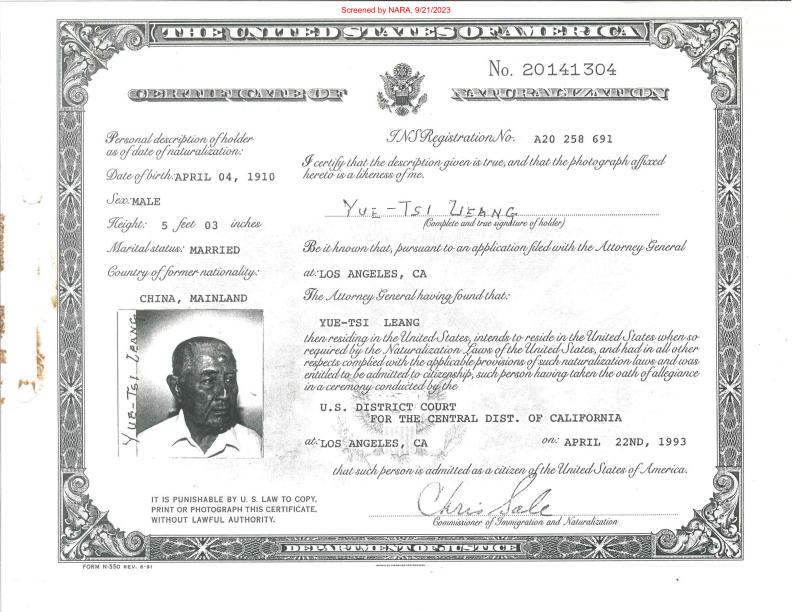 Screened by NARA, 9/21/2023
THE UNITED STATES OF AMERICA
No. 20141304
CERTIFICATE OF NATURALIZATION
Personal description of holder
as of date of naturalization:
Date of birth: APRIL 04, 1910
Sex: MALE
Height: 5 feet 03 inches
Marital status: MARRIED
Country of former nationality:
CHINA, MAINLAND
YUE-TSI LEANG
INS Registration No. A20 258 691
I certify that the description given is true, and that the photograph affixed
hereto is a likeness of me.
YUE-TSI LEANG
(Complete and true signature of holder)
Be it known that, pursuant to an application filed with the Attorney General
at: LOS ANGELES, CA
The Attorney General having found that:
YUE-TSI LEANG
then residing in the United States, intends to reside in the United States when so
required by the Naturalization Laws of the United States, and had in all other
respects complied with the applicable provisions of such naturalization laws and was
entitled to be admitted to citizenship, such person having taken the oath of allegiance
in a ceremony conducted by the
U.S. DISTRICT COURT
FOR THE CENTRAL DIST. OF CALIFORNIA
at: LOS ANGELES, CA on: APRIL 22ND, 1993
that such person is admitted as a citizen of the United States of America.
IT IS PUNISHABLE BY U. S. LAW TO COPY,
PRINT OR PHOTOGRAPH THIS CERTIFICATE,
WITHOUT LAWFUL AUTHORITY.
Chris Sale
Commissioner of Immigration and Naturalization
DEPARTMENT OF JUSTICE
FORM N-550 REV. 6-91